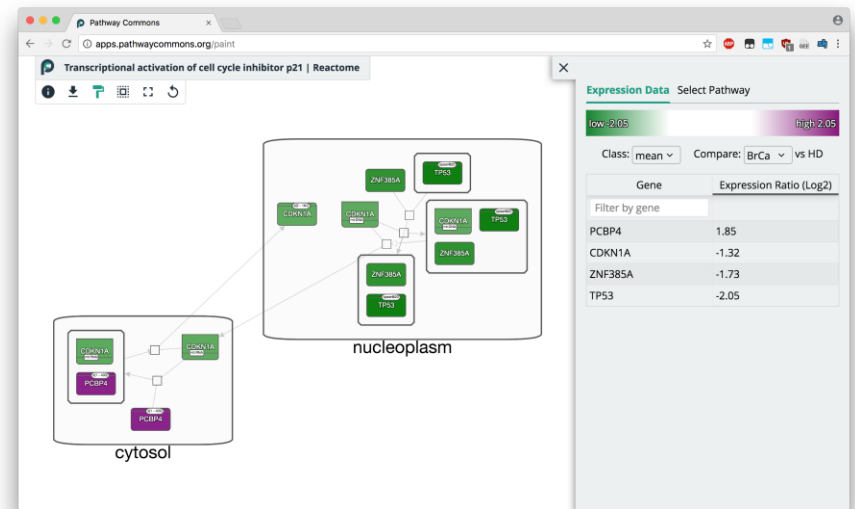 Pathway Commons
apps.pathwaycommons.org/paint
Transcriptional activation of cell cycle inhibitor p21 | Reactome
Expression Data Select Pathway
low -2.05 high 2.05
Class: mean Compare: BrCa vs HD
Gene Expression Ratio (Log2)
Filter by gene
PCBP4 1.85
CDKN1A -1.32
ZNF385A -1.73
TP53 -2.05
TP53
ZNF385A
CDKN1A
CDKN1A
CDKN1A
TP53
ZNF385A
ZNF385A
TP53
nucleoplasm
CDKN1A
CDKN1A
PCBP4
PCBP4
cytosol